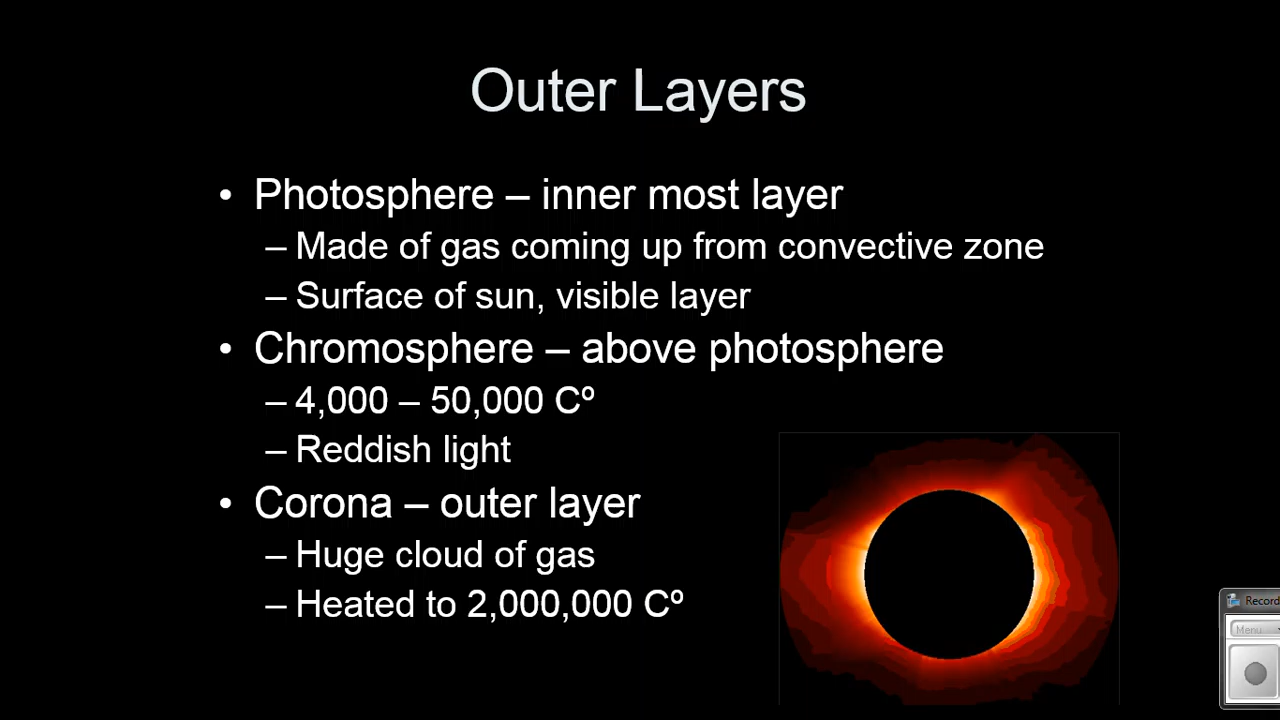 Outer Layers
• Photosphere – inner most layer
– Made of gas coming up from convective zone
– Surface of sun, visible layer
• Chromosphere – above photosphere
– 4,000 – 50,000 Cº
– Reddish light
• Corona – outer layer
– Huge cloud of gas
– Heated to 2,000,000 Cº
Record
Menu